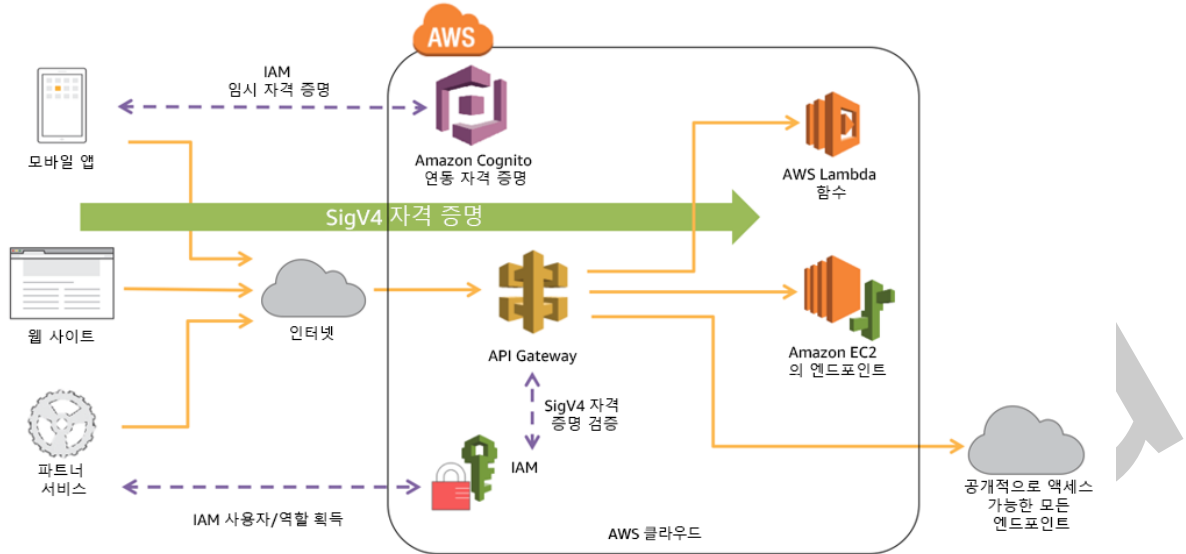 AWS
IAM
임시 자격 증명
모바일 앱
Amazon Cognito
연동 자격 증명
AWS Lambda
함수
SigV4 자격 증명
웹 사이트
인터넷
API Gateway
Amazon EC2
의 엔드포인트
SigV4 자격
증명 검증
파트너
서비스
IAM
IAM 사용자/역할 획득
AWS 클라우드
공개적으로 액세스
가능한 모든
엔드포인트